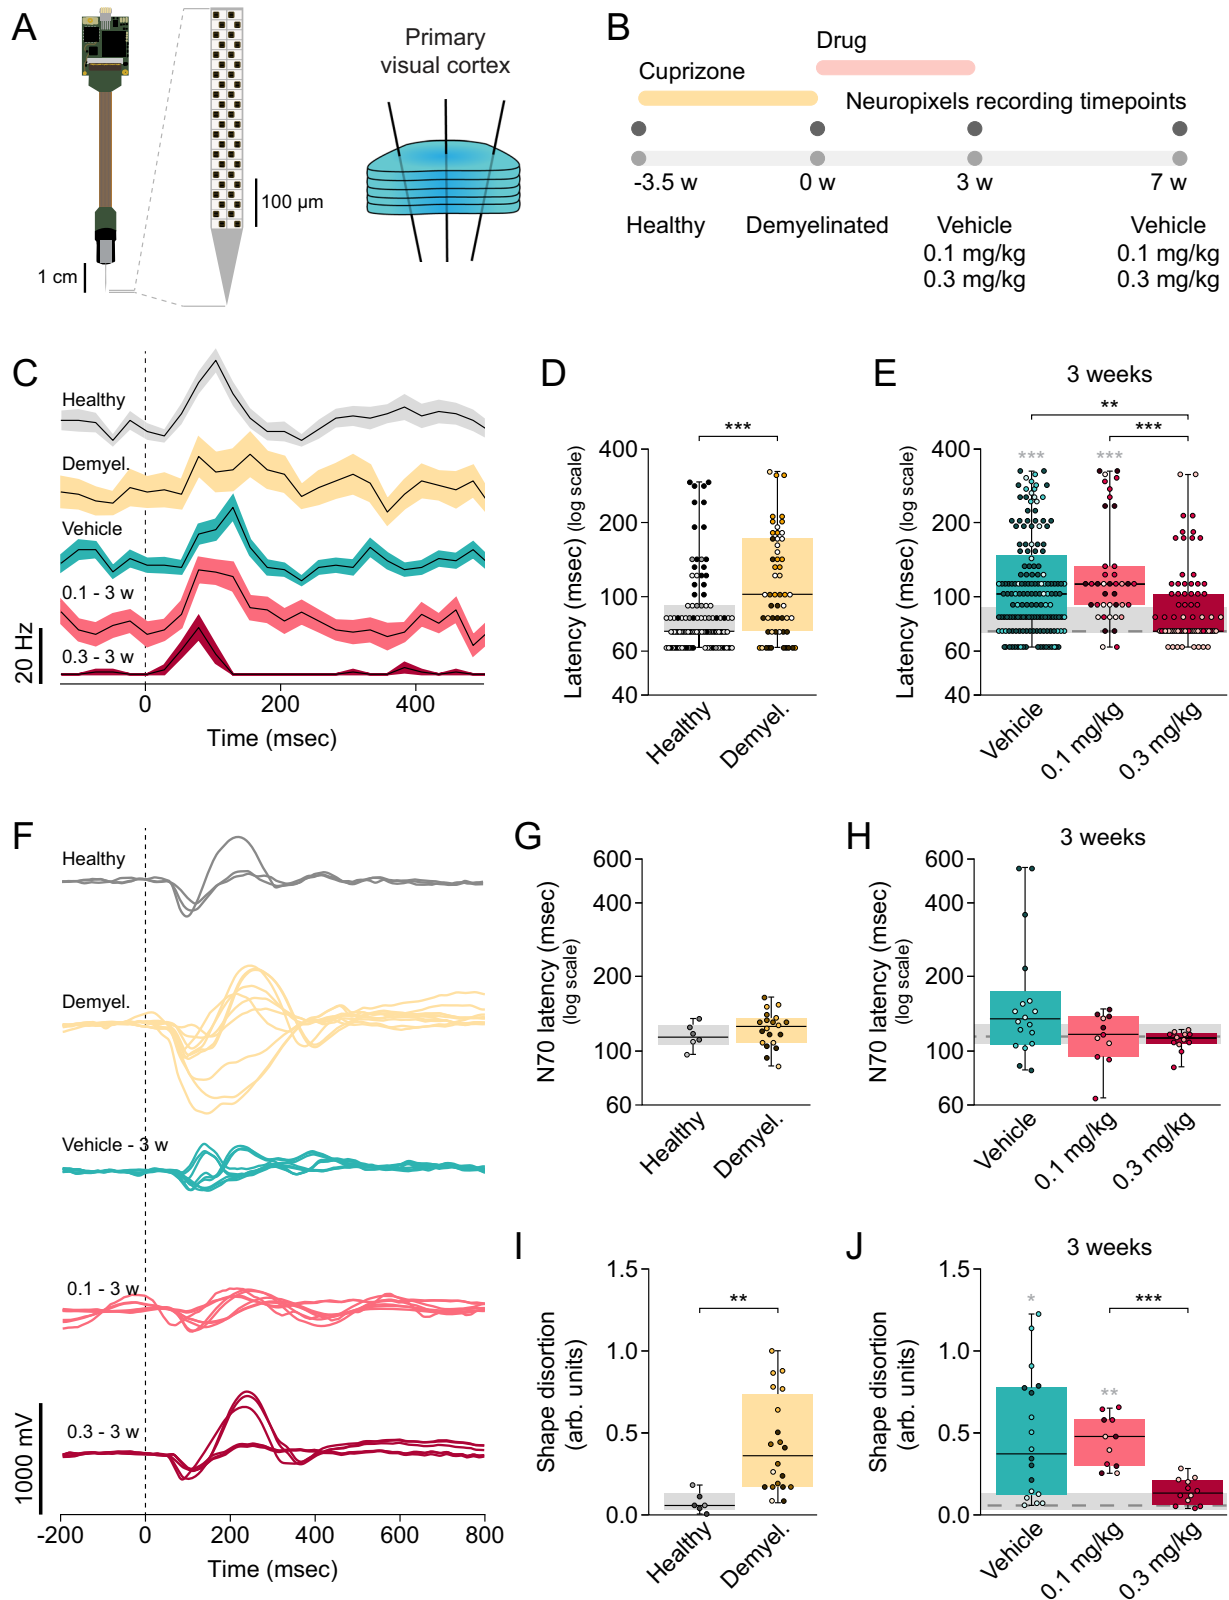 A
Primary
visual cortex
100 µm
1 cm
B
Drug
Cuprizone
Neuropixels recording timepoints
-3.5 w
0 w
3 w
7 w
Healthy
Demyelinated
Vehicle
0.1 mg/kg
0.3 mg/kg
Vehicle
0.1 mg/kg
0.3 mg/kg
C
Healthy
Demyel.
Vehicle
0.1 - 3 w
0.3 - 3 w
20 Hz
0
200
400
Time (msec)
D
Latency (msec) (log scale)
400
200
100
60
40
***
Healthy
Demyel.
E
3 weeks
Latency (msec) (log scale)
400
200
100
60
40
**
***
***
***
Vehicle
0.1 mg/kg
0.3 mg/kg
F
Healthy
Demyel.
Vehicle - 3 w
0.1 - 3 w
0.3 - 3 w
1000 mV
-200
0
200
400
600
800
Time (msec)
G
N70 latency (msec)
(log scale)
600
400
200
100
60
Healthy
Demyel.
H
3 weeks
N70 latency (msec)
(log scale)
600
400
200
100
60
Vehicle
0.1 mg/kg
0.3 mg/kg
I
Shape disortion
(arb. units)
1.5
1.0
0.5
0.0
**
Healthy
Demyel.
J
3 weeks
Shape disortion
(arb. units)
1.5
1.0
0.5
0.0
*
***
**
Vehicle
0.1 mg/kg
0.3 mg/kg